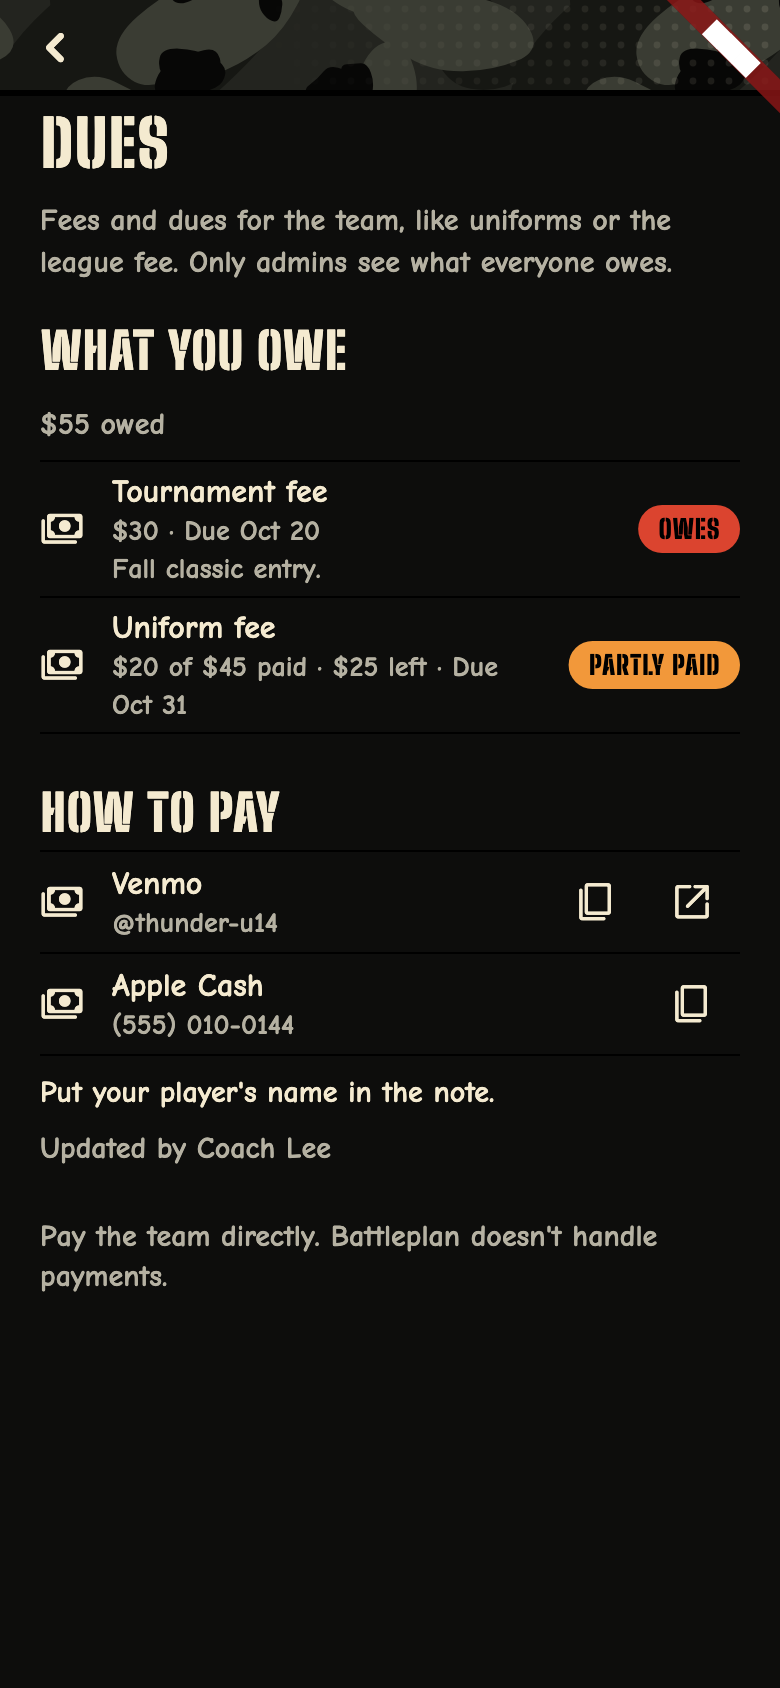 DUES
Fees and dues for the team, like uniforms or the
league fee. Only admins see what everyone owes.
WHAT YOU OWE
$55 owed
Tournament fee
$30 · Due Oct 20
Fall classic entry.
OWES
Uniform fee
$20 of $45 paid · $25 left · Due
Oct 31
PARTLY PAID
HOW TO PAY
Venmo
@thunder-u14
Apple Cash
(555) 010-0144
Put your player's name in the note.
Updated by Coach Lee
Pay the team directly. Battleplan doesn't handle
payments.